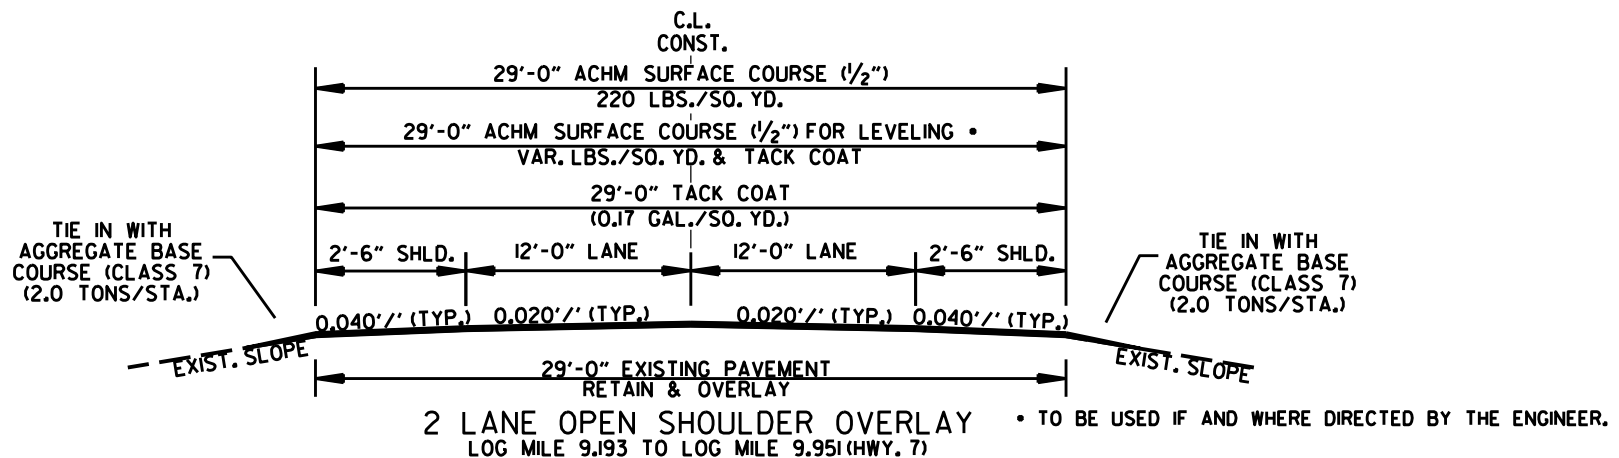 C.L.
CONST.
29'-0" ACHM SURFACE COURSE (1/2")
220 LBS./SQ. YD.
29'-0" ACHM SURFACE COURSE (1/2") FOR LEVELING •
VAR. LBS./SQ. YD. & TACK COAT
29'-0" TACK COAT
(0.17 GAL./SQ. YD.)
TIE IN WITH
AGGREGATE BASE
COURSE (CLASS 7)
(2.0 TONS/STA.)
2'-6" SHLD.
12'-0" LANE
12'-0" LANE
2'-6" SHLD.
TIE IN WITH
AGGREGATE BASE
COURSE (CLASS 7)
(2.0 TONS/STA.)
0.040'/' (TYP.)
0.020'/' (TYP.)
0.020'/' (TYP.)
0.040'/' (TYP.)
EXIST. SLOPE
EXIST. SLOPE
29'-0" EXISTING PAVEMENT
RETAIN & OVERLAY
2 LANE OPEN SHOULDER OVERLAY
• TO BE USED IF AND WHERE DIRECTED BY THE ENGINEER.
LOG MILE 9.193 TO LOG MILE 9.951 (HWY. 7)